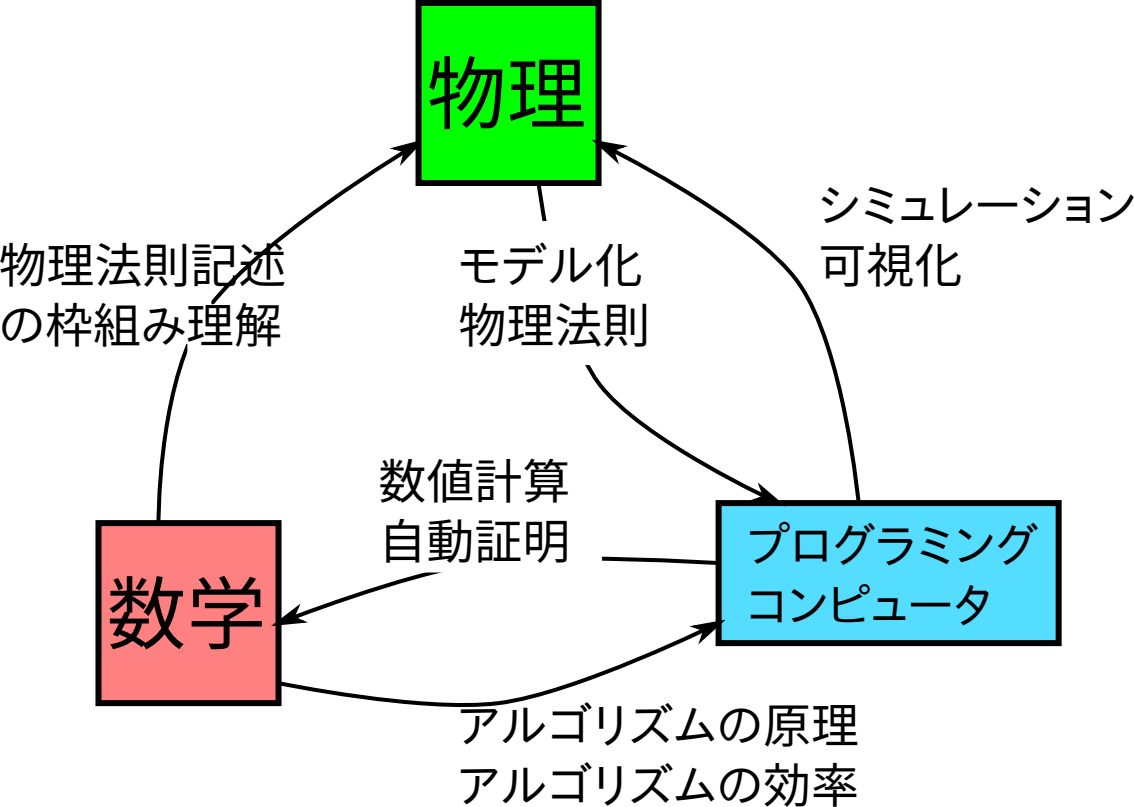 物理
シミュレーション
可視化
物理法則記述
の枠組み理解
モデル化
物理法則
数値計算
自動証明
プログラミング
コンピュータ
数学
アルゴリズムの原理
アルゴリズムの効率